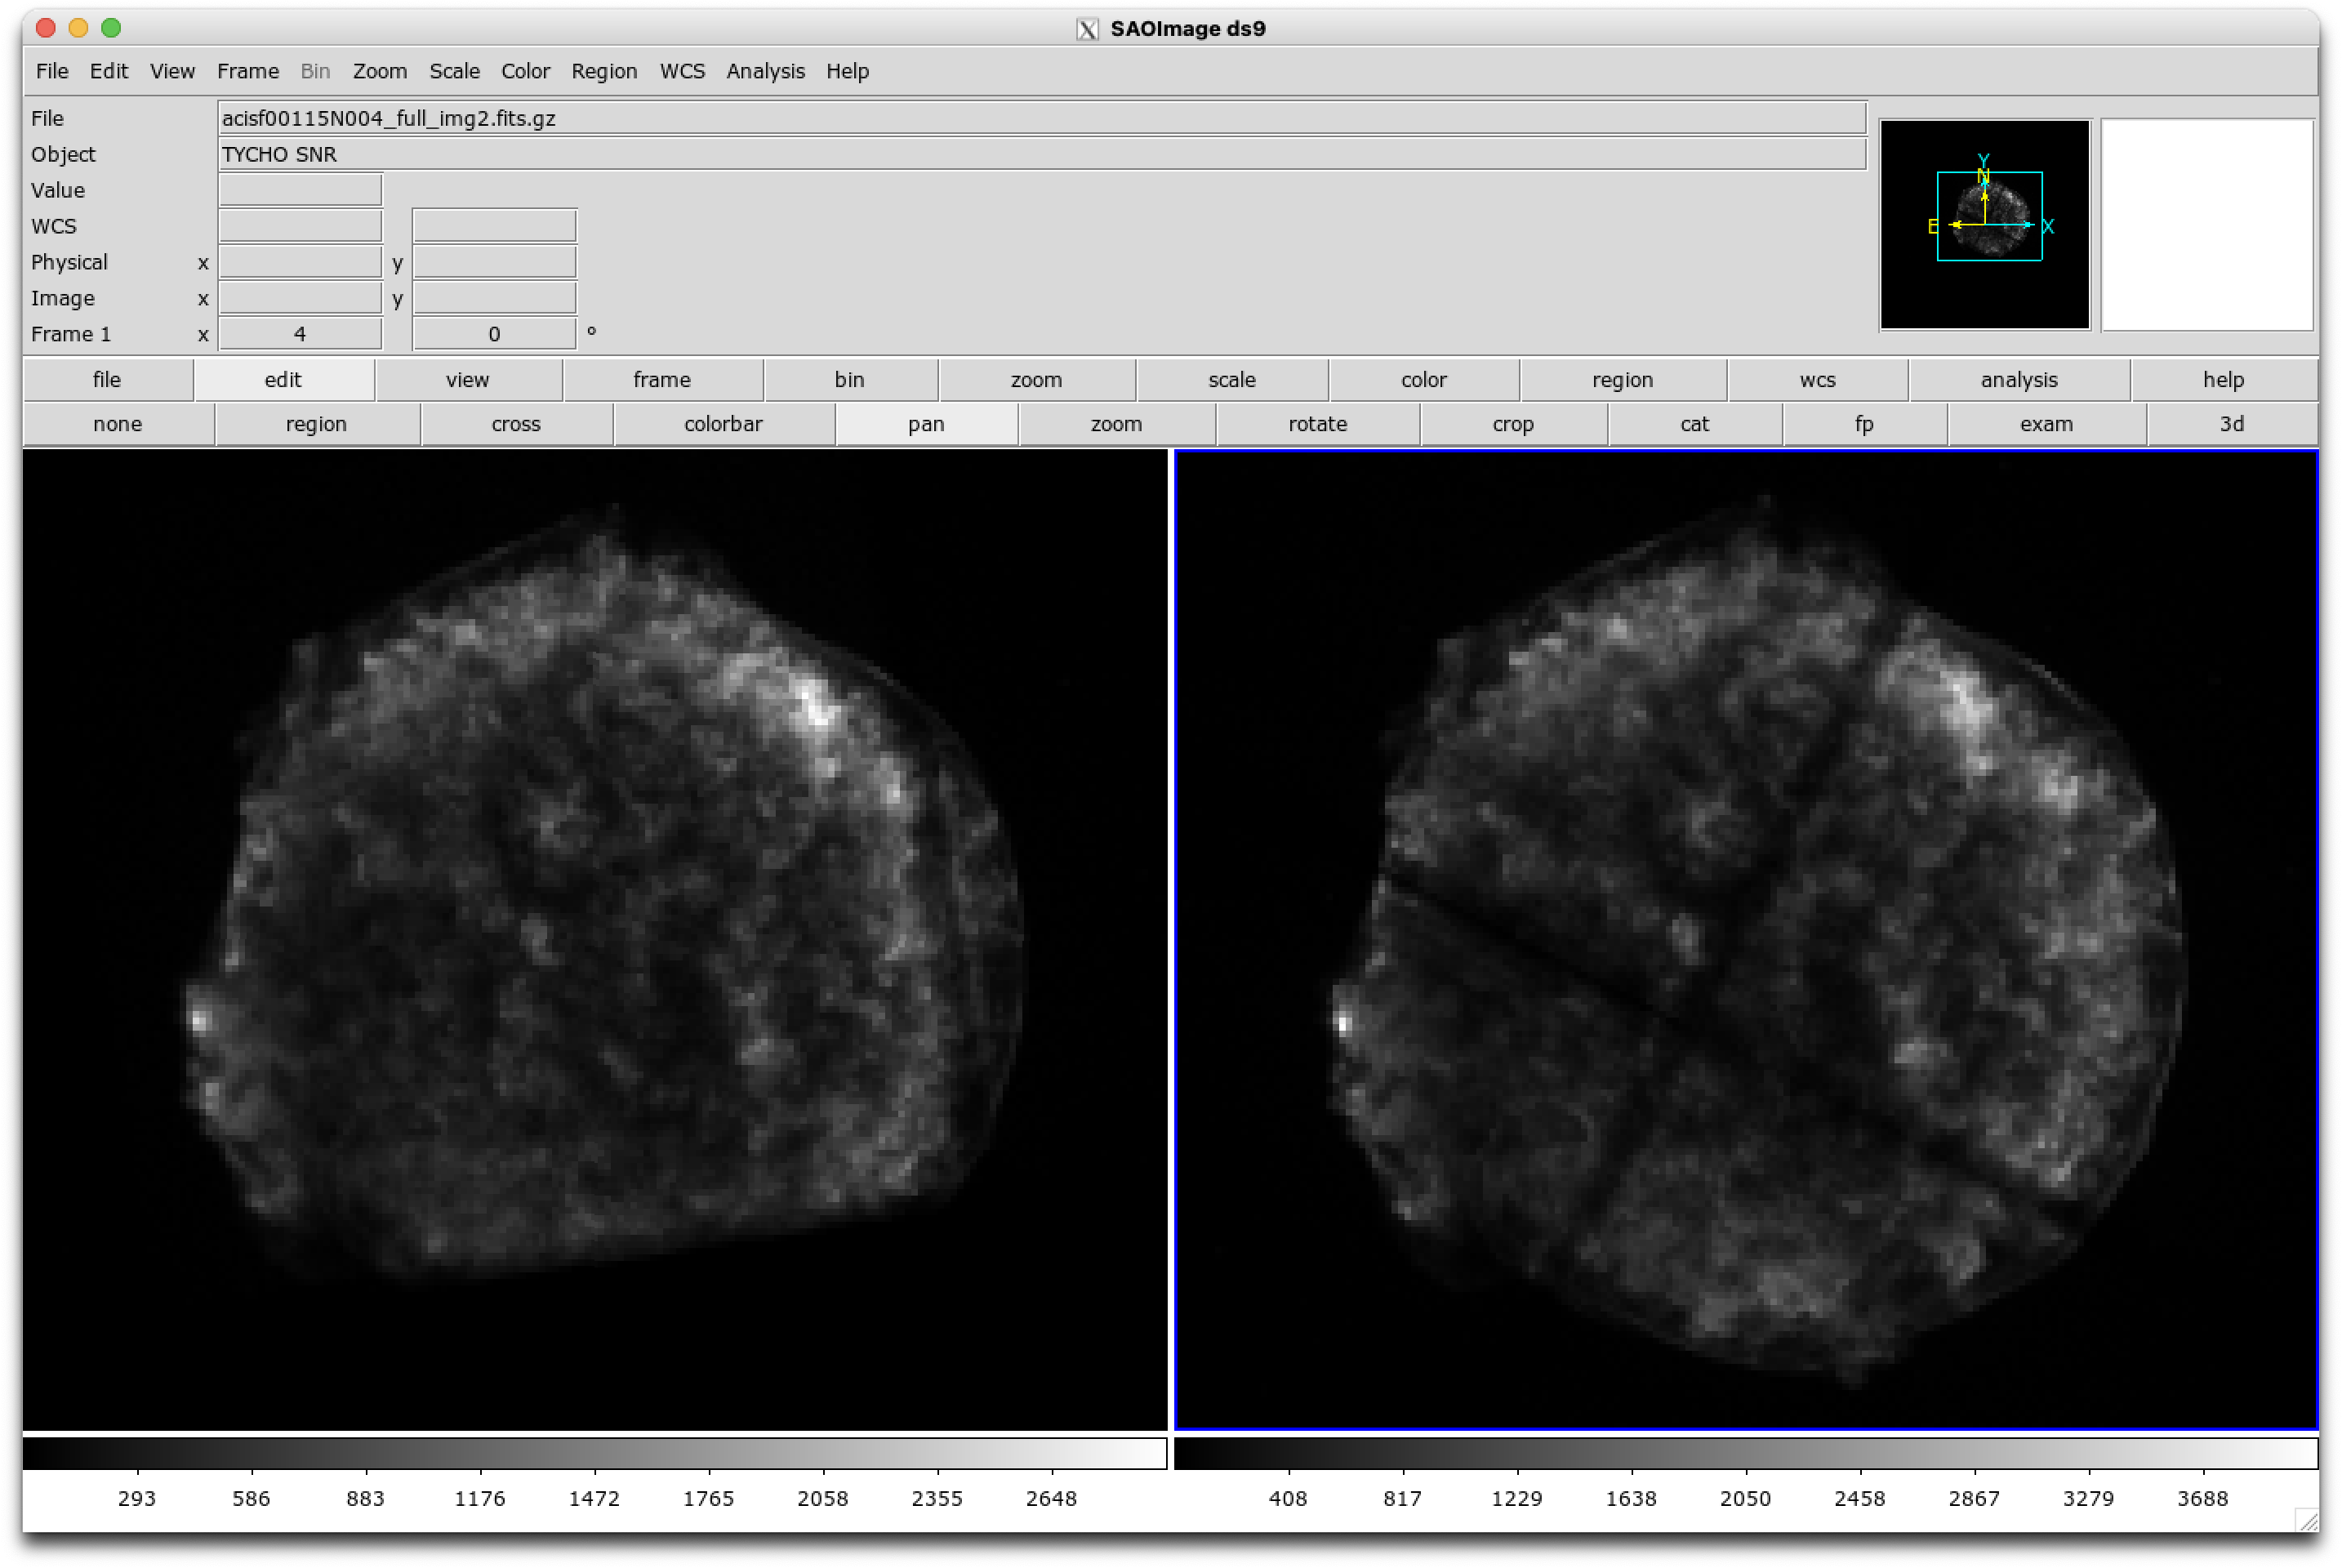 SAOImage ds9
File Edit View Frame Bin Zoom Scale Color Region WCS Analysis Help
File acisf00115N004_full_img2.fits.gz
Object TYCHO SNR
Value
WCS
Physical x y
Image x y
Frame 1 x 4 0 °
Y
N
E X
file edit view frame bin zoom scale color region wcs analysis help
none region cross colorbar pan zoom rotate crop cat fp exam 3d
293 586 883 1176 1472 1765 2058 2355 2648
408 817 1229 1638 2050 2458 2867 3279 3688